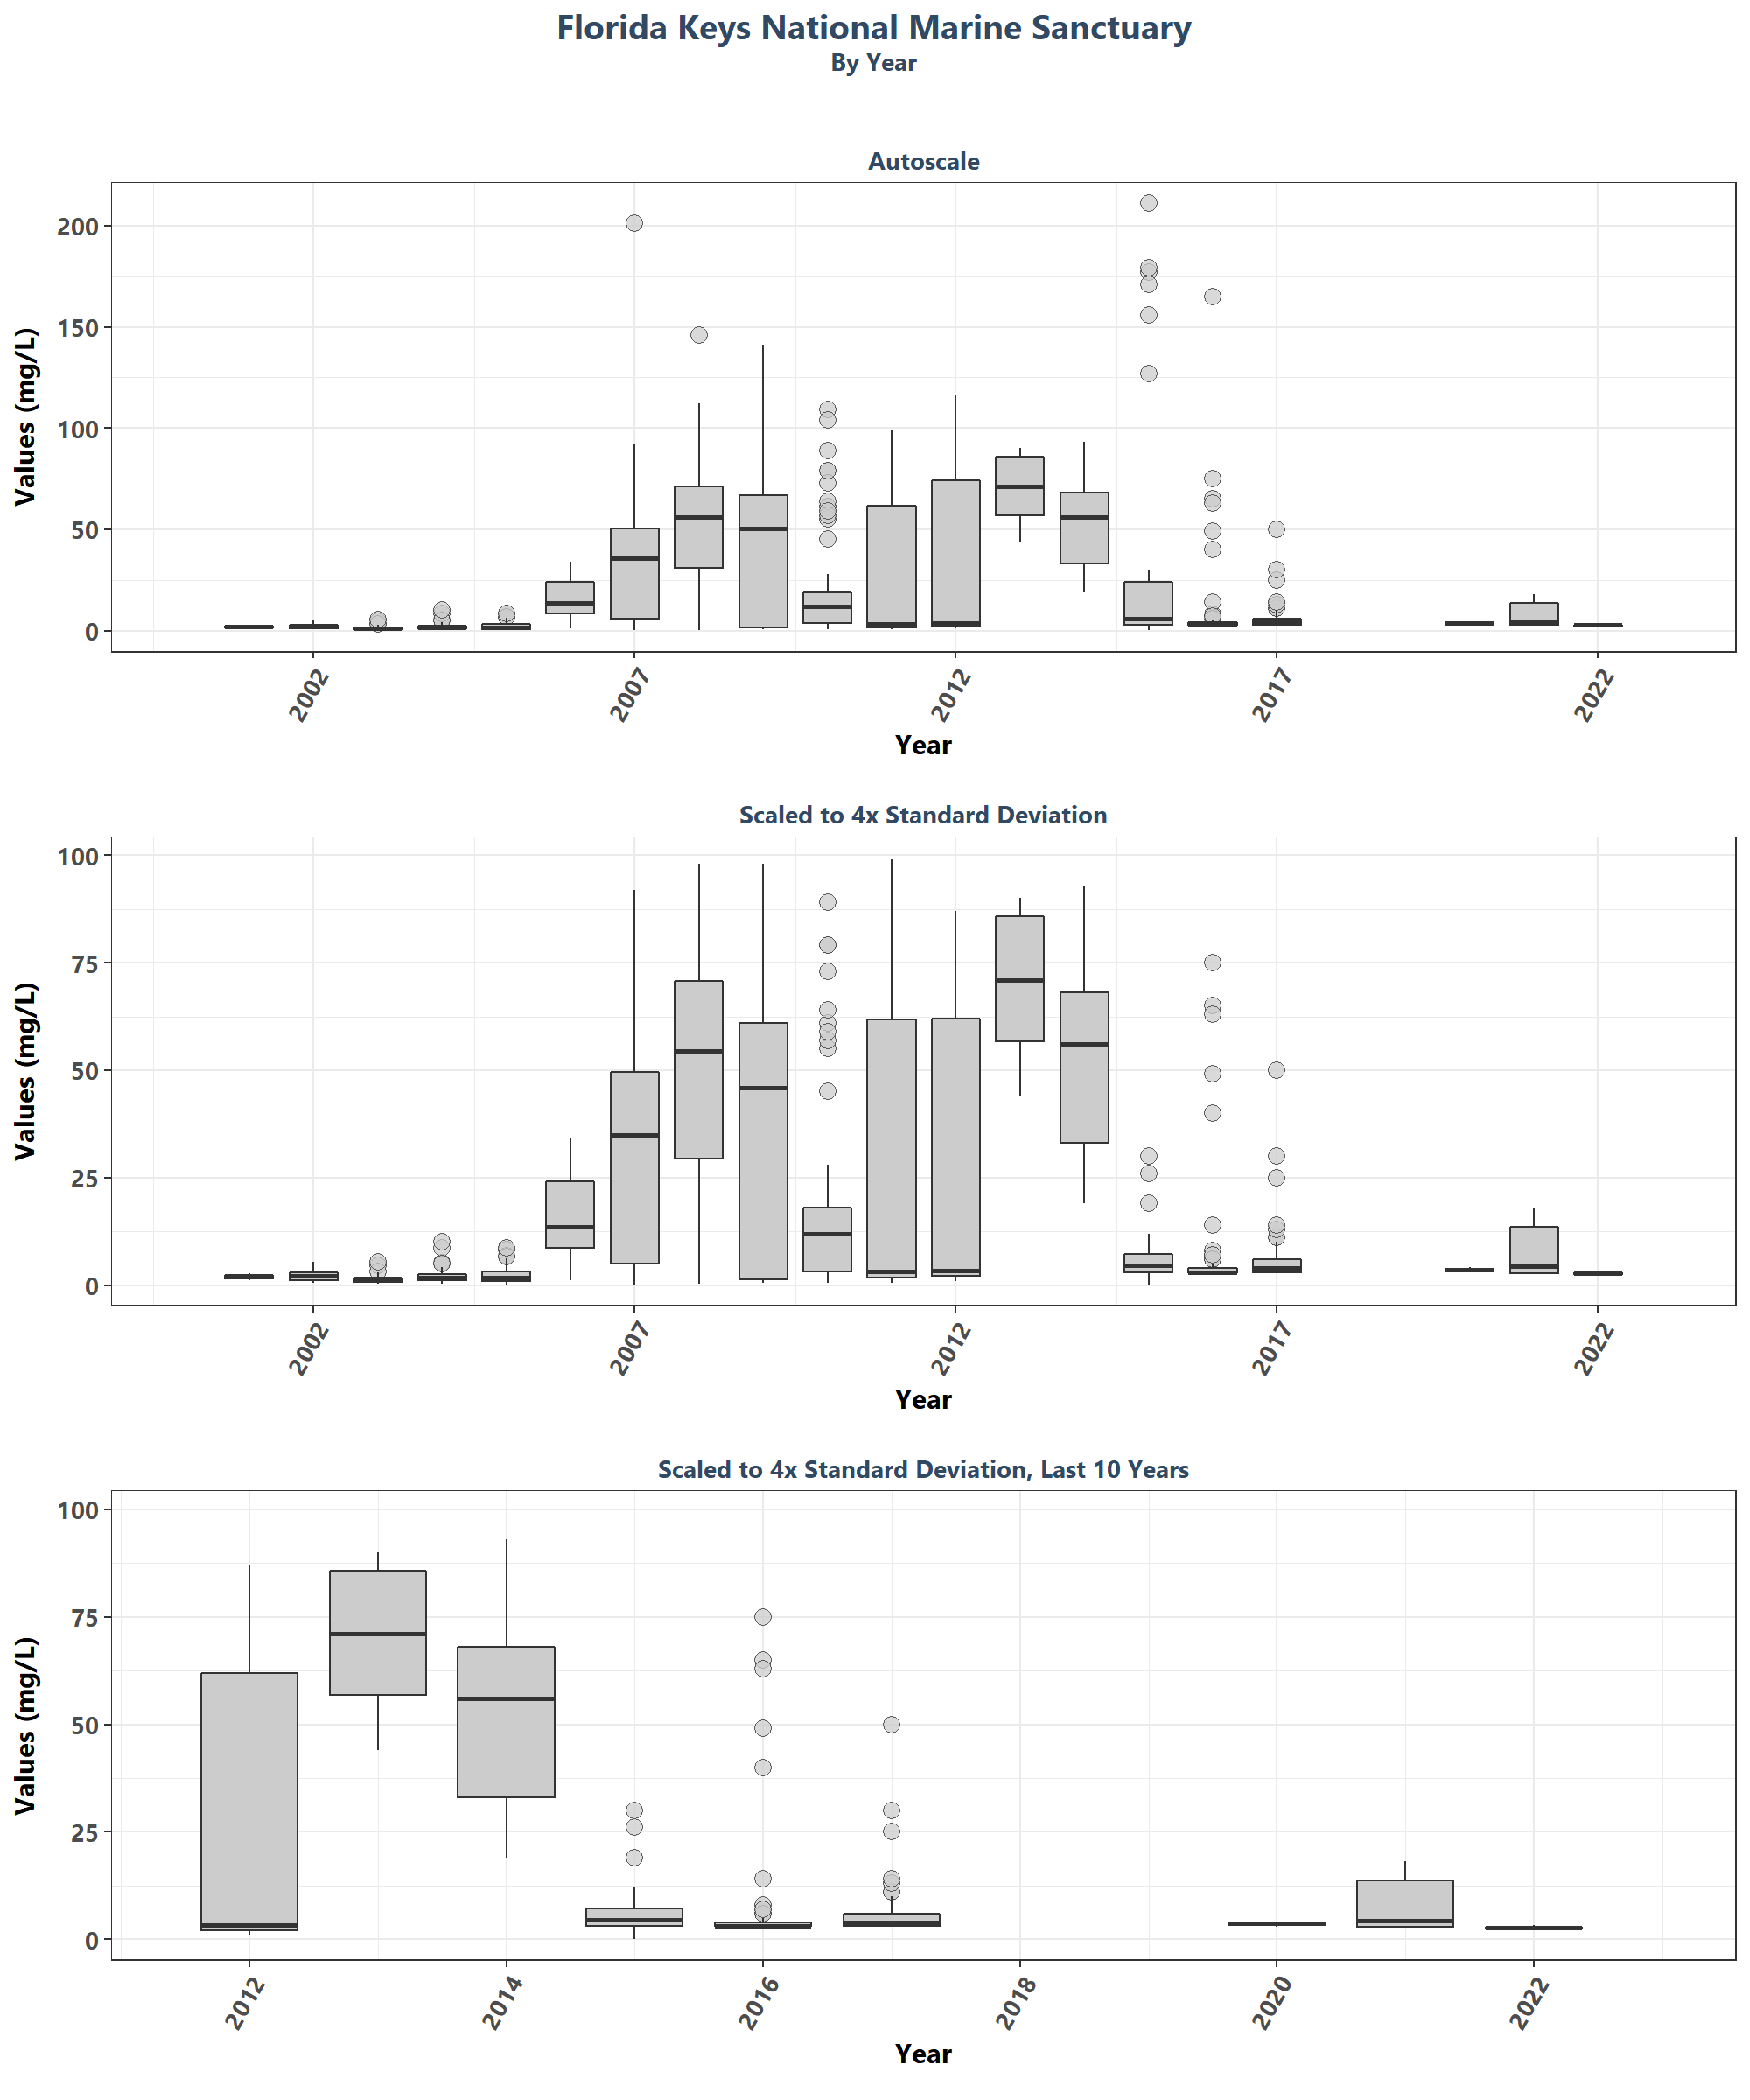 Florida Keys National Marine Sanctuary
By Year
Autoscale
Values (mg/L)
200
150
100
50
0
2002
2007
2012
2017
2022
Year
Scaled to 4x Standard Deviation
Values (mg/L)
100
75
50
25
0
2002
2007
2012
2017
2022
Year
Scaled to 4x Standard Deviation, Last 10 Years
Values (mg/L)
100
75
50
25
0
2012
2014
2016
2018
2020
2022
Year